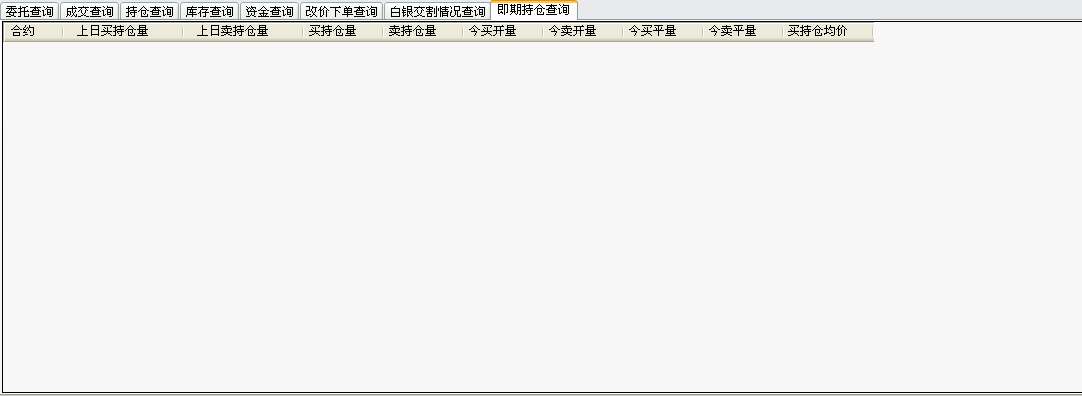 委托查询 成交查询 持仓查询 库存查询 资金查询 改价下单查询 白银交割情况查询 即期持仓查询
合约 上日买持仓量 上日卖持仓量 买持仓量 卖持仓量 今买开量 今卖开量 今买平量 今卖平量 买持仓均价